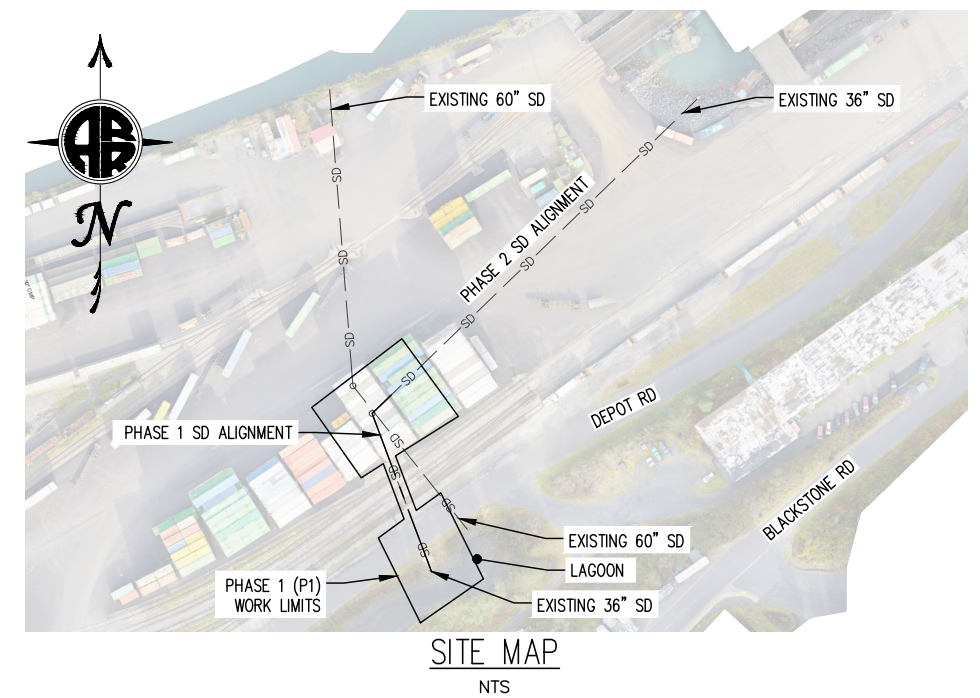 EXISTING 60" SD
EXISTING 36" SD
ARR
N
SD
SD
SD
PHASE 2 SD ALIGNMENT
SD
SD
SD
SD
SD
PHASE 1 SD ALIGNMENT
DEPOT RD
SD
SD
SD
SD
BLACKSTONE RD
EXISTING 60" SD
LAGOON
PHASE 1 (P1)
WORK LIMITS
EXISTING 36" SD
SITE MAP
NTS